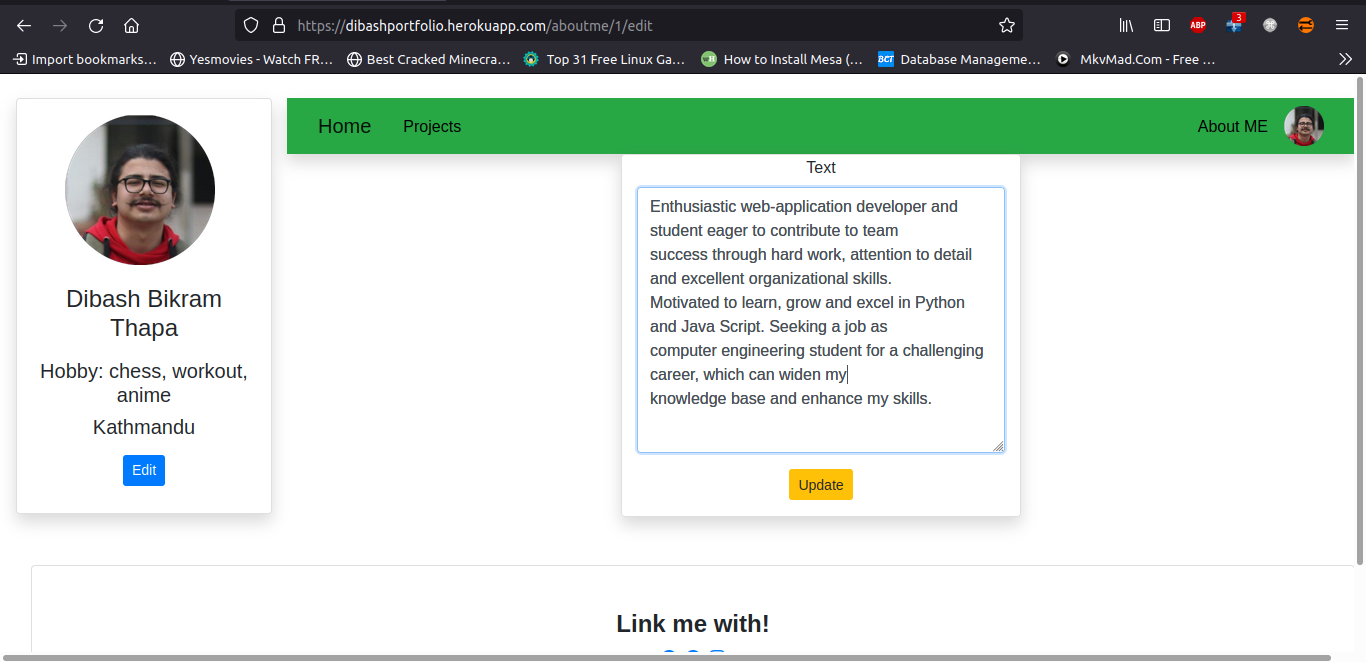 https://dibashportfolio.herokuapp.com/aboutme/1/edit
ABP
3
Import bookmarks…
Yesmovies - Watch FR…
Best Cracked Minecra…
Top 31 Free Linux Ga…
How to Install Mesa (…
BCT
Database Manageme…
MkvMad.Com - Free …
Home
Projects
About ME
Dibash Bikram
Thapa
Hobby: chess, workout,
anime
Kathmandu
Edit
Text
Enthusiastic web-application developer and
student eager to contribute to team
success through hard work, attention to detail
and excellent organizational skills.
Motivated to learn, grow and excel in Python
and Java Script. Seeking a job as
computer engineering student for a challenging
career, which can widen my
knowledge base and enhance my skills.
Update
Link me with!